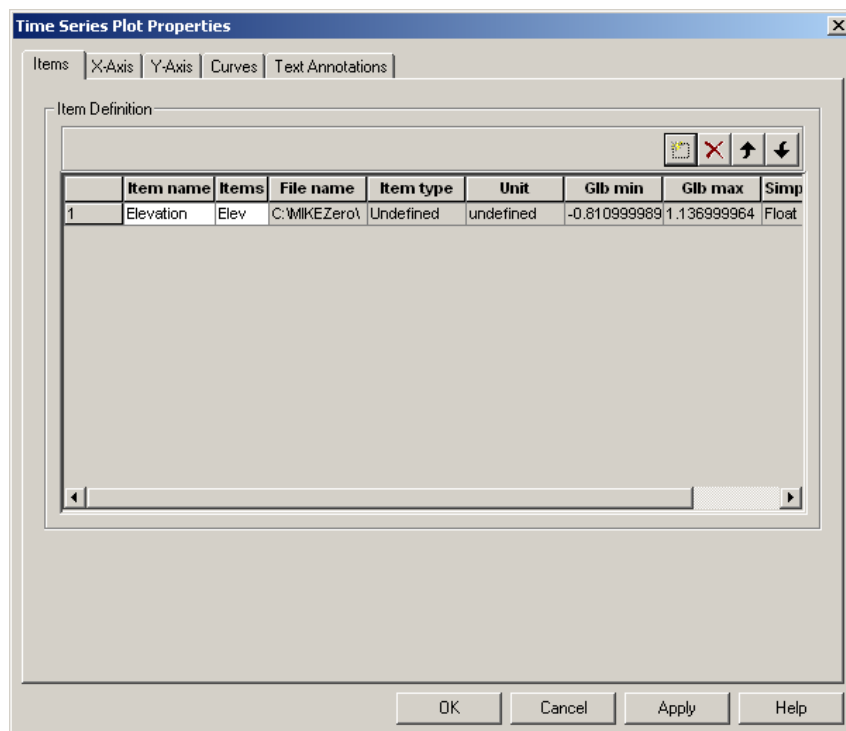 Time Series Plot Properties
Items X-Axis Y-Axis Curves Text Annotations
Item Definition
Item name Items File name Item type Unit Glb min Glb max Simp
1 Elevation Elev C:\MIKEZero\ Undefined undefined -0.810999989 1.136999964 Float
OK Cancel Apply Help